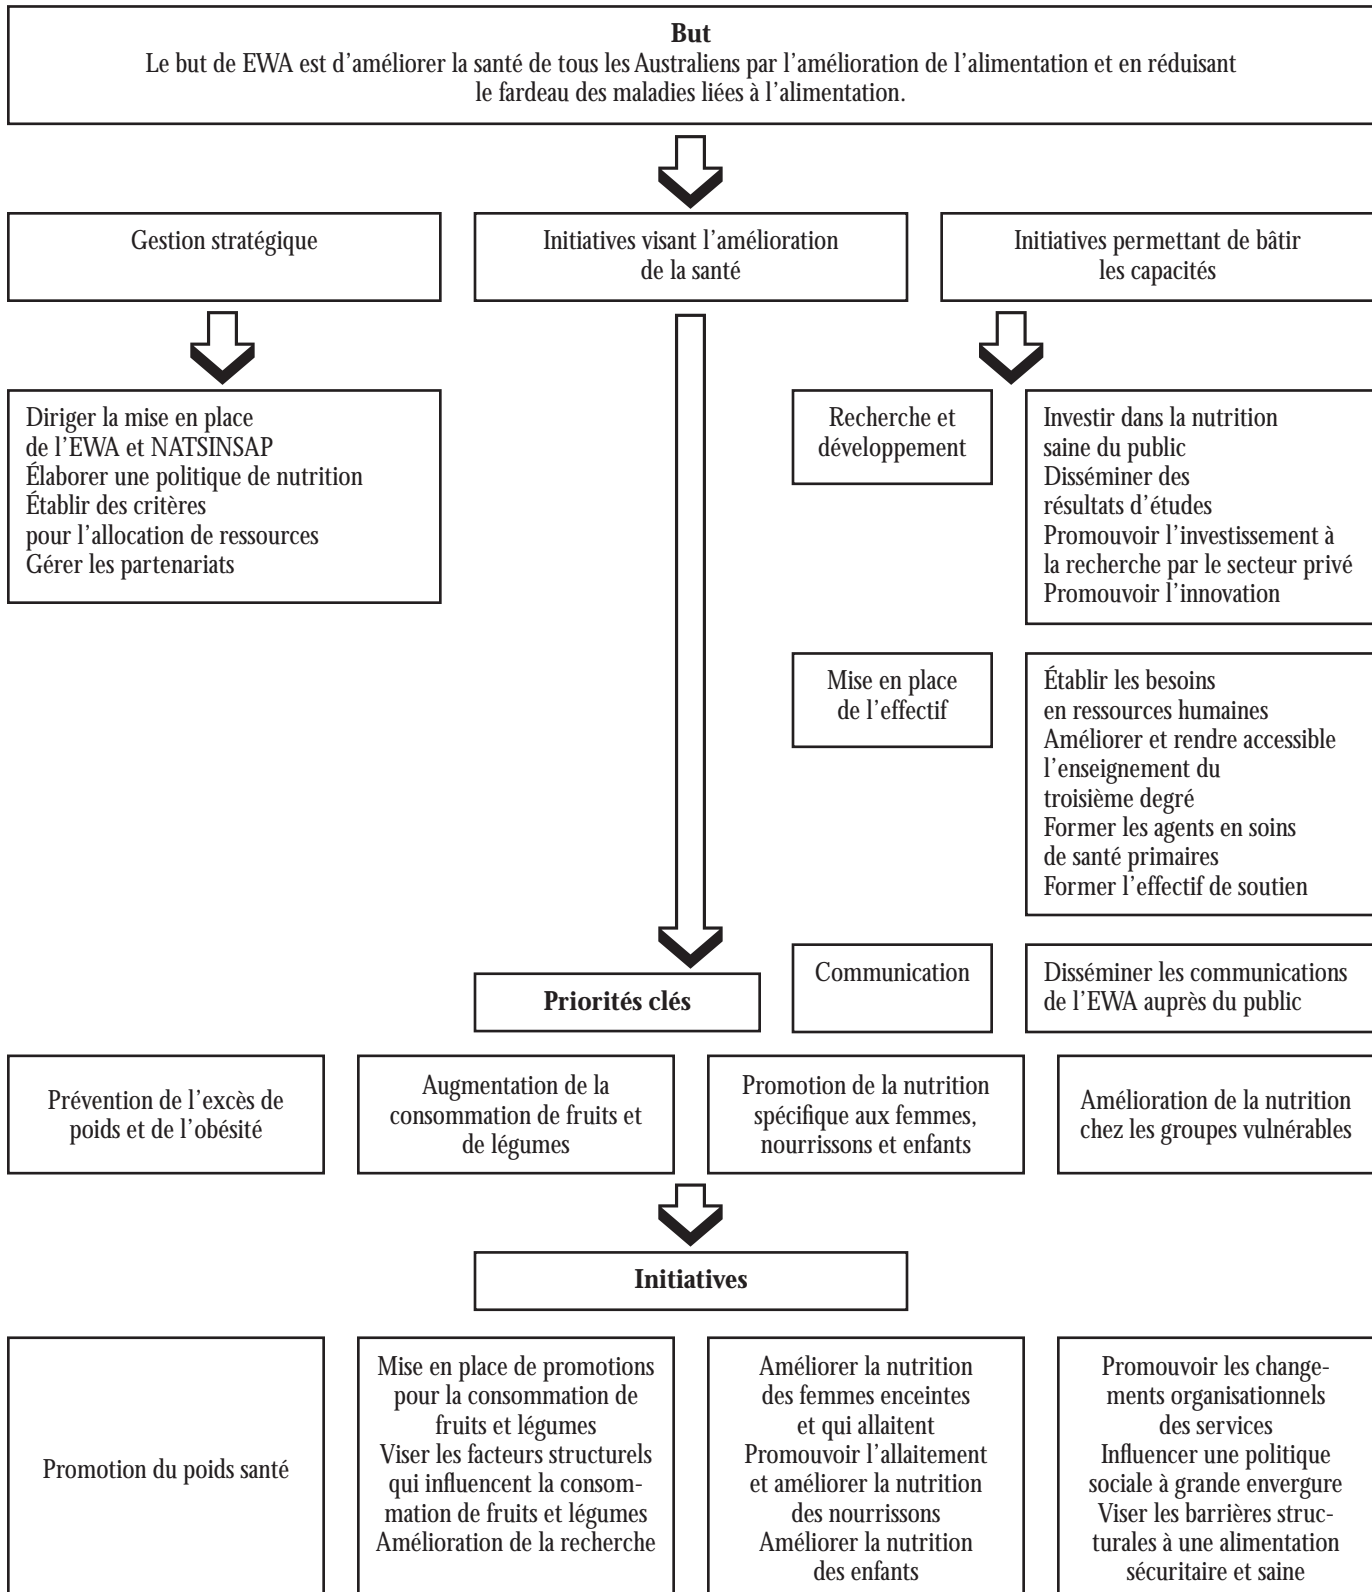 But
Le but de EWA est d'améliorer la santé de tous les Australiens par l'amélioration de l'alimentation et en réduisant
le fardeau des maladies liées à l'alimentation.
Gestion stratégique
Initiatives visant l'amélioration
de la santé
Initiatives permettant de bâtir
les capacités
Diriger la mise en place
de l'EWA et NATSINSAP
Élaborer une politique de nutrition
Établir des critères
pour l'allocation de ressources
Gérer les partenariats
Recherche et
développement
Investir dans la nutrition
saine du public
Disséminer des
résultats d'études
Promouvoir l'investissement à
la recherche par le secteur privé
Promouvoir l'innovation
Mise en place
de l'effectif
Établir les besoins
en ressources humaines
Améliorer et rendre accessible
l'enseignement du
troisième degré
Former les agents en soins
de santé primaires
Former l'effectif de soutien
Communication
Disséminer les communications
de l'EWA auprès du public
Priorités clés
Prévention de l'excès de
poids et de l'obésité
Augmentation de la
consommation de fruits et
de légumes
Promotion de la nutrition
spécifique aux femmes,
nourrissons et enfants
Amélioration de la nutrition
chez les groupes vulnérables
Initiatives
Promotion du poids santé
Mise en place de promotions
pour la consommation de
fruits et légumes
Viser les facteurs structurels
qui influencent la consom-
mation de fruits et légumes
Amélioration de la recherche
Améliorer la nutrition
des femmes enceintes
et qui allaitent
Promouvoir l'allaitement
et améliorer la nutrition
des nourrissons
Améliorer la nutrition
des enfants
Promouvoir les change-
ments organisationnels
des services
Influencer une politique
sociale à grande envergure
Viser les barrières struc-
turales à une alimentation
sécuritaire et saine